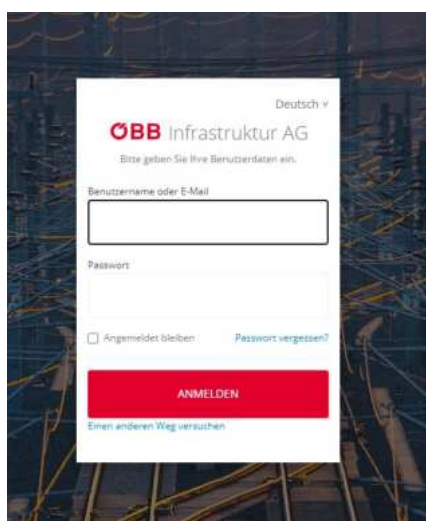 Deutsch
ÖBB Infrastruktur AG
Bitte geben Sie Ihre Benutzerdaten ein.
Benutzername oder E-Mail
Passwort
Angemeldet bleiben Passwort vergessen?
ANMELDEN
Einen anderen Weg versuchen